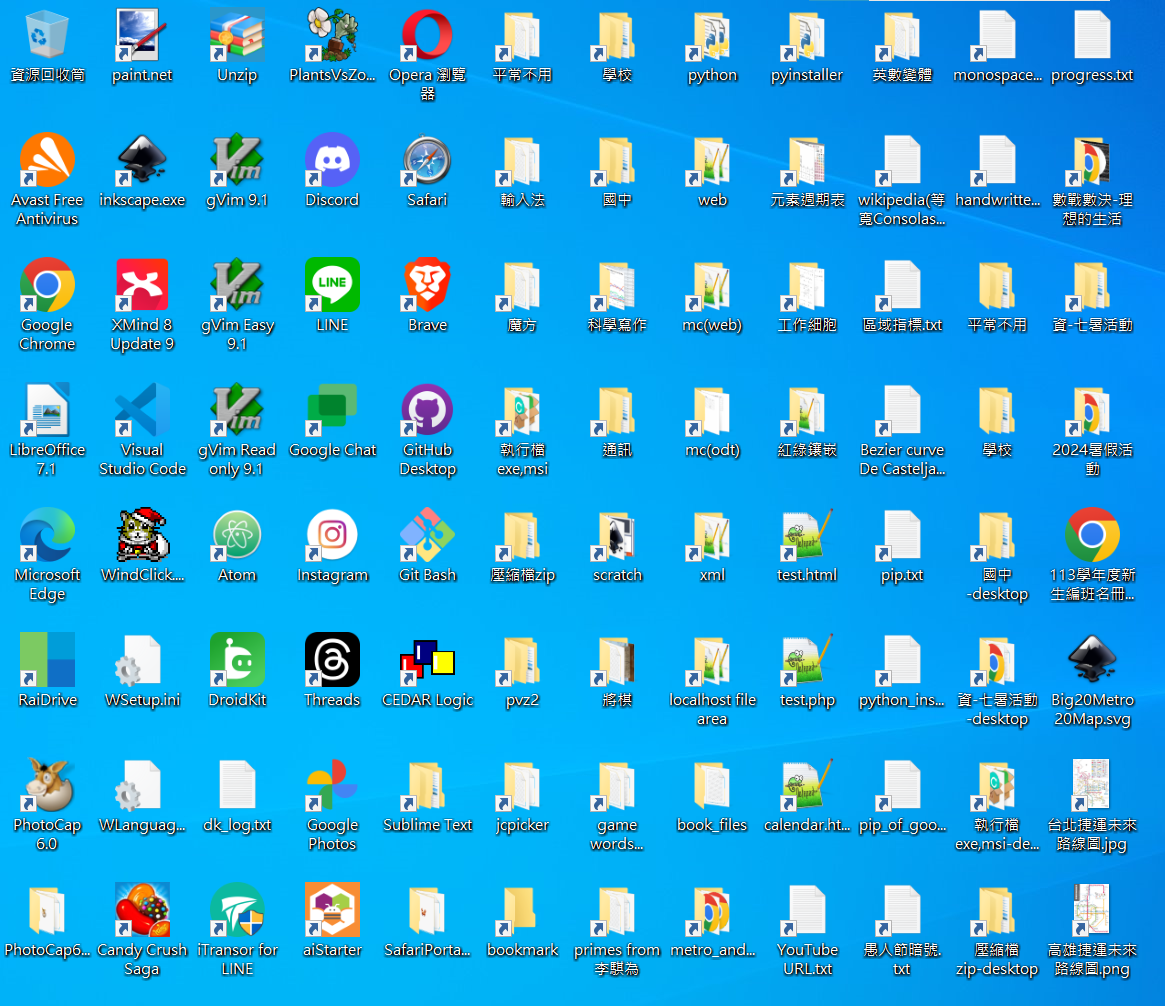 資源回收筒
paint.net
Unzip
PlantsVsZo...
Opera 瀏覽
器
平常不用
學校
python
pyinstaller
英數變體
monospace...
progress.txt
Avast Free
Antivirus
inkscape.exe
gVim 9.1
Discord
Safari
輸入法
國中
web
元素週期表
wikipedia(等
寬Consolas...
handwritte...
數戰數決-理
想的生活
Google
Chrome
XMind 8
Update 9
gVim Easy
9.1
LINE
LINE
Brave
魔方
科學寫作
mc(web)
工作細胞
區域指標.txt
平常不用
資-七暑活動
LibreOffice
7.1
Visual
Studio Code
gVim Read
only 9.1
Google Chat
GitHub
Desktop
執行檔
exe,msi
通訊
mc(odt)
紅綠鑲嵌
Bezier curve
De Castelja...
學校
2024暑假活
動
Microsoft
Edge
WindClick....
Atom
Instagram
Git Bash
壓縮檔zip
scratch
xml
test.html
pip.txt
國中
-desktop
113學年度新
生編班名冊...
RaiDrive
WSetup.ini
DroidKit
Threads
CEDAR Logic
pvz2
將棋
localhost file
area
test.php
python_ins...
資-七暑活動
-desktop
Big20Metro
20Map.svg
PhotoCap
6.0
WLanguag...
dk_log.txt
Google
Photos
Sublime Text
jcpicker
game
words...
book_files
calendar.ht...
pip_of_goo...
執行檔
exe,msi-de...
台北捷運未來
路線圖.jpg
PhotoCap6...
Candy Crush
Saga
iTransor for
LINE
aiStarter
SafariPorta...
bookmark
primes from
李騏為
metro_and...
YouTube
URL.txt
愚人節暗號.
txt
壓縮檔
zip-desktop
高雄捷運未來
路線圖.png